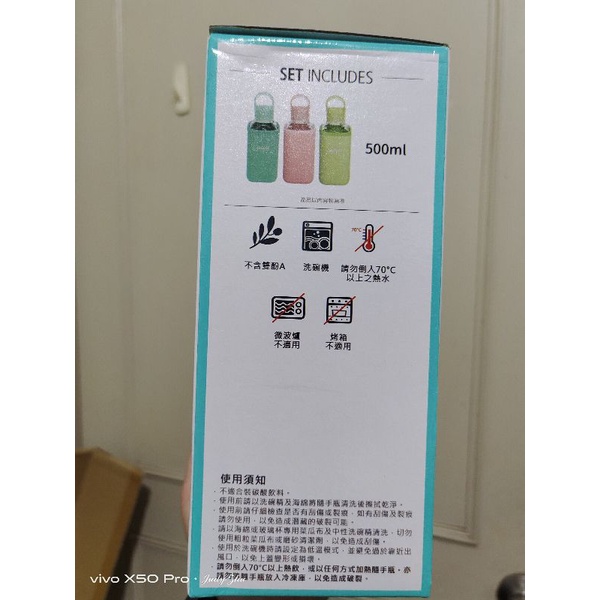 SET INCLUDES
500ml
70°C
不含雙酚A
洗碗機
請勿倒入70°C
以上之熱水
微波爐
不適用
烤箱
不適用
使用須知
．不適合裝碳酸飲料。
．使用前請以洗碗精及海綿將隨手瓶清洗後擦拭乾淨。
．使用前請仔細檢查是否有刮傷或裂痕，如有刮傷及裂痕
請勿使用，以免造成潛藏的破裂可能。
．請以海綿或玻璃杯專用菜瓜布及中性洗碗精清洗，切勿
使用粗粒菜瓜布或磨砂清潔劑，以免造成刮傷。
．使用於洗碗機時請設定為低溫模式，並避免過於靠近出
風口，以免上蓋變形或損壞。
．請勿倒入70°C以上熱飲，或以任何方式加熱隨手瓶。亦
請勿將隨手瓶放入冷凍庫，以免造成破裂。
vivo X50 Pro